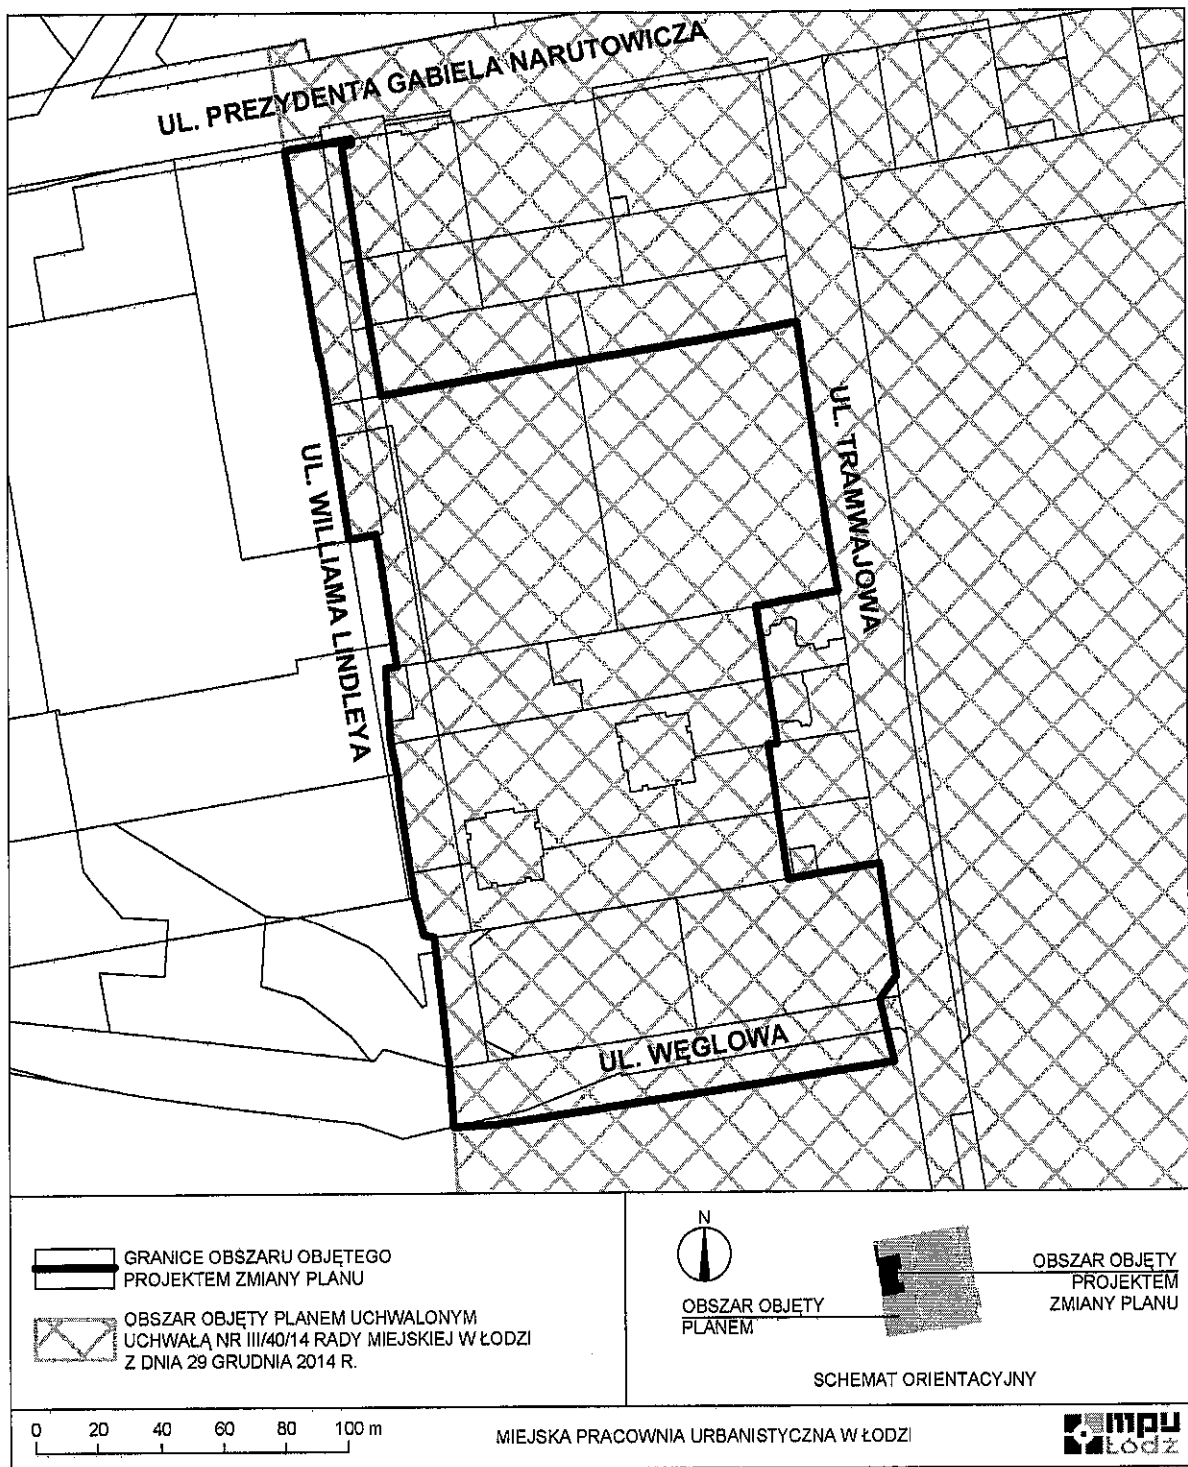 UL. PREZYDENTA GABIELA NARUTOWICZA
UL. WILLIAMA LINDLEYA
UL. TRAMWAJOWA
UL. WĘGLOWA
GRANICE OBSZARU OBJĘTEGO
PROJEKTEM ZMIANY PLANU
OBSZAR OBJĘTY PLANEM UCHWALONYM
UCHWAŁĄ NR III/40/14 RADY MIEJSKIEJ W ŁODZI
Z DNIA 29 GRUDNIA 2014 R.
N
OBSZAR OBJĘTY
PLANEM
OBSZAR OBJĘTY
PROJEKTEM
ZMIANY PLANU
SCHEMAT ORIENTACYJNY
0 20 40 60 80 100 m
MIEJSKA PRACOWNIA URBANISTYCZNA W ŁODZI
mpu
Łódź